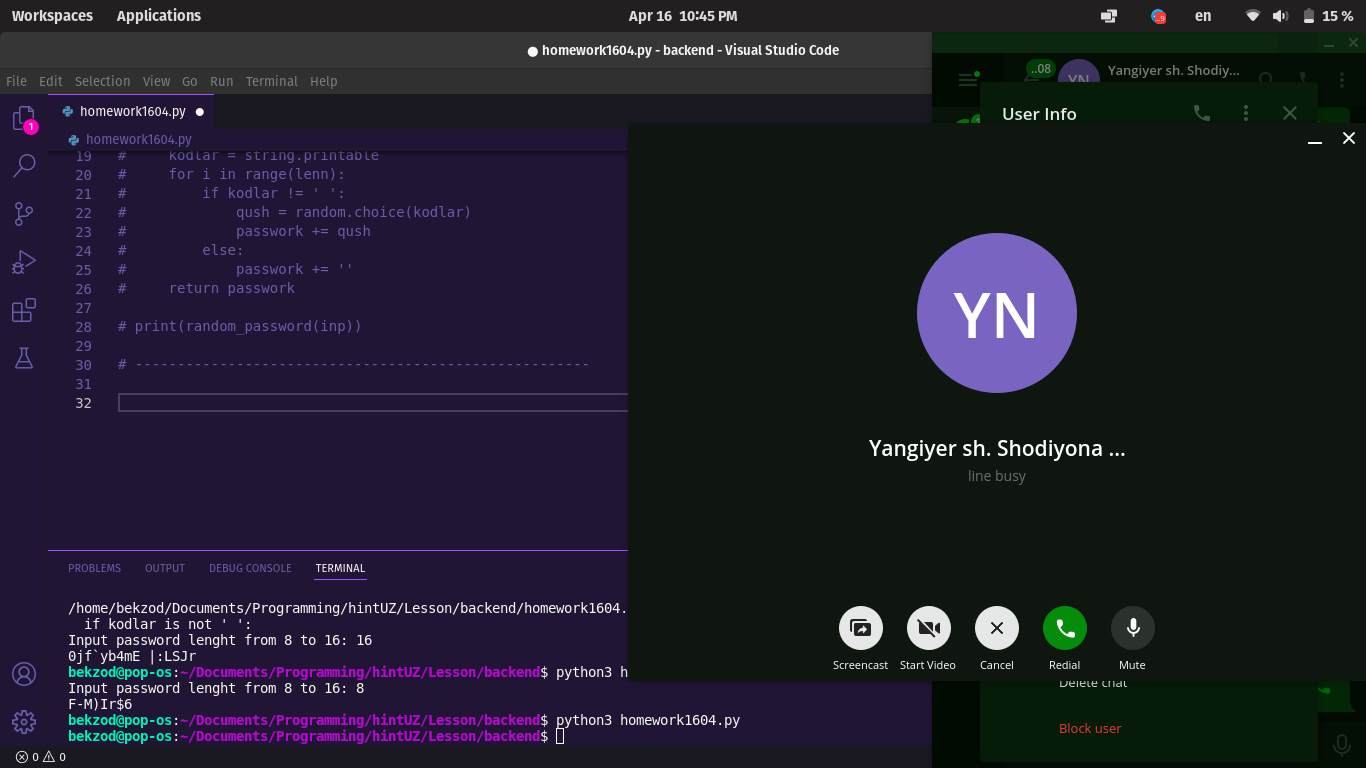 Workspaces Applications Apr 16 10:45 PM en 15 %
homework1604.py - backend - Visual Studio Code
File Edit Selection View Go Run Terminal Help
homework1604.py
homework1604.py
1
19 #     kodlar = string.printable
20 #     for i in range(lenn):
21 #         if kodlar != ' ':
22 #             qush = random.choice(kodlar)
23 #             passwork += qush
24 #         else:
25 #             passwork += ''
26 #     return passwork
27
28 # print(random_password(inp))
29
30 # ------------------------------------------------------
31
32
PROBLEMS OUTPUT DEBUG CONSOLE TERMINAL
/home/bekzod/Documents/Programming/hintUZ/Lesson/backend/homework1604.
  if kodlar is not ' ':
Input password lenght from 8 to 16: 16
0jf`yb4mE |:LSJr
bekzod@pop-os:~/Documents/Programming/hintUZ/Lesson/backend$ python3 h
Input password lenght from 8 to 16: 8
F-M)Ir$6
bekzod@pop-os:~/Documents/Programming/hintUZ/Lesson/backend$ python3 homework1604.py
bekzod@pop-os:~/Documents/Programming/hintUZ/Lesson/backend$
0 0
..08 YN Yangiyer sh. Shodiy...
User Info
YN
Yangiyer sh. Shodiyona ...
line busy
Screencast Start Video Cancel Redial Mute
Delete chat
Block user